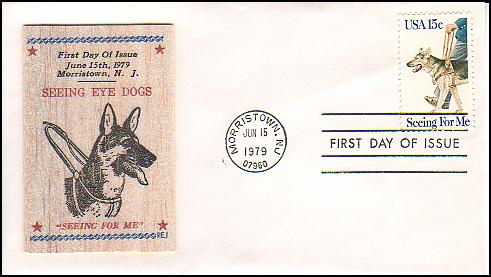 First Day Of Issue
June 15th, 1979
Morristown, N. J.
SEEING EYE DOGS
"SEEING FOR ME"
REJ
USA 15c
Seeing For Me
MORRISTOWN, NJ
JUN 15
1979
07960
FIRST DAY OF ISSUE